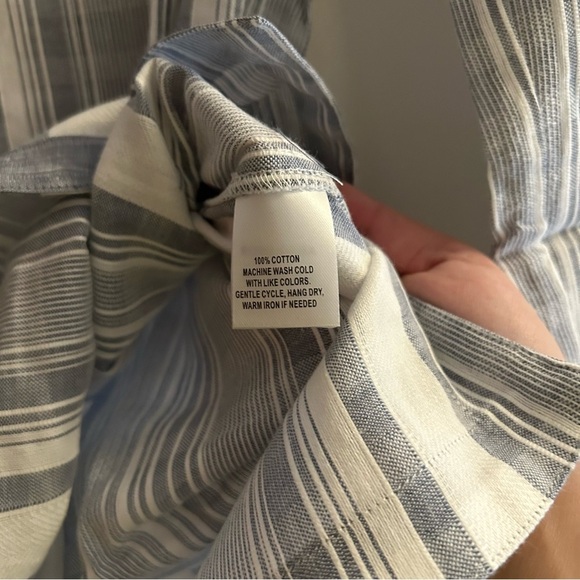 100% COTTON
MACHINE WASH COLD
WITH LIKE COLORS.
GENTLE CYCLE, HANG DRY,
WARM IRON IF NEEDED